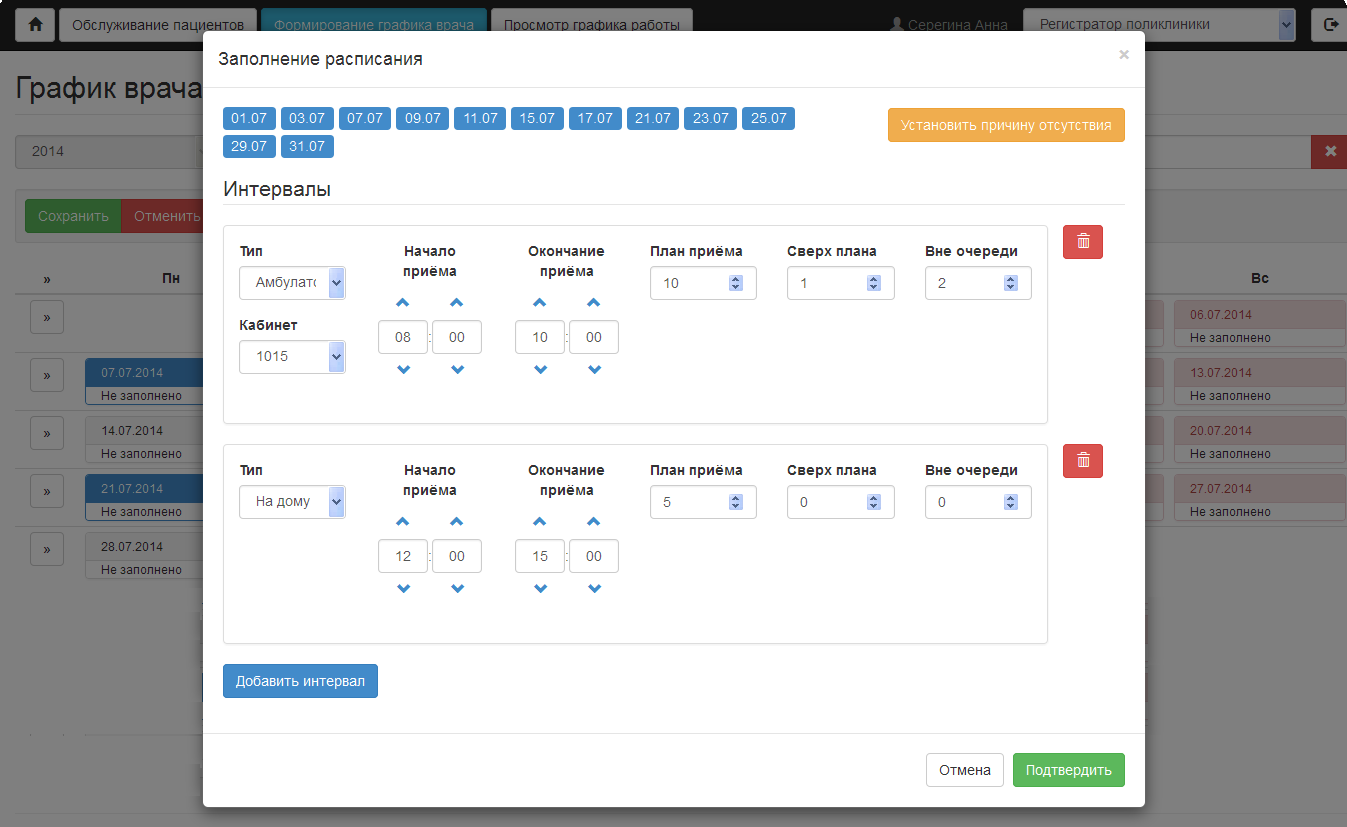 Обслуживание пациентов Формирование графика врача Просмотр графика работы Серегина Анна Регистратор поликлиники
Заполнение расписания ×
График врача
01.07 03.07 07.07 09.07 11.07 15.07 17.07 21.07 23.07 25.07
29.07 31.07
Установить причину отсутствия
2014
Интервалы
Сохранить Отменить
Тип Начало приёма Окончание приёма План приёма Сверх плана Вне очереди
Амбулато 10 1 2
Кабинет
1015 08 : 00 10 : 00
Тип Начало приёма Окончание приёма План приёма Сверх плана Вне очереди
На дому 5 0 0
12 : 00 15 : 00
Добавить интервал
Отмена Подтвердить
» Пн Вс
» 06.07.2014
Не заполнено
» 07.07.2014 13.07.2014
Не заполнено Не заполнено
» 14.07.2014 20.07.2014
Не заполнено Не заполнено
» 21.07.2014 27.07.2014
Не заполнено Не заполнено
» 28.07.2014
Не заполнено